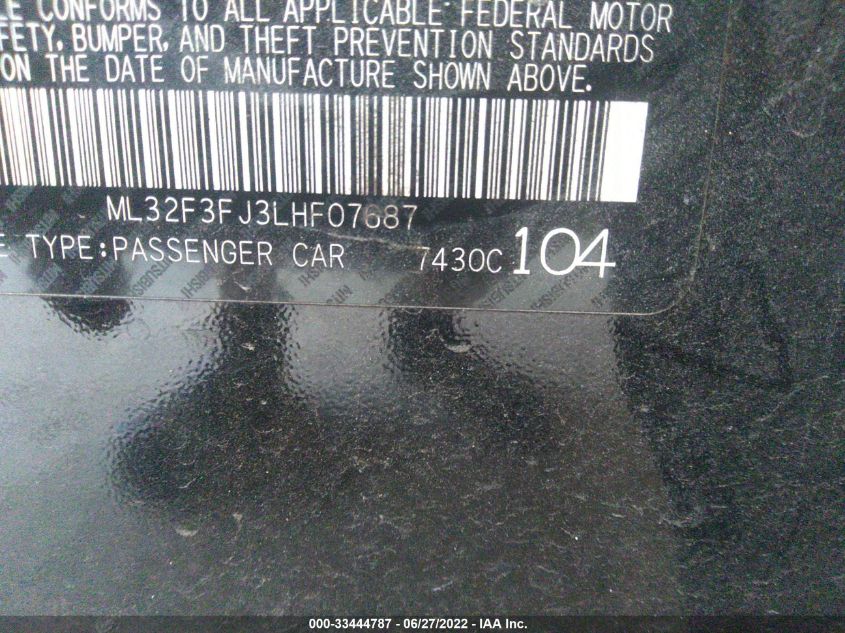 LE CONFORMS TO ALL APPLICABLE FEDERAL MOTOR
FETY, BUMPER, AND THEFT PREVENTION STANDARDS
ON THE DATE OF MANUFACTURE SHOWN ABOVE.
ML32F3FJ3LHF07687
E TYPE:PASSENGER CAR 7430C 104
000-33444787 - 06/27/2022 - IAA Inc.